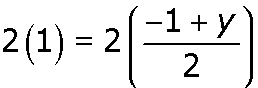 2(1) = 2((-1 + y)/2)